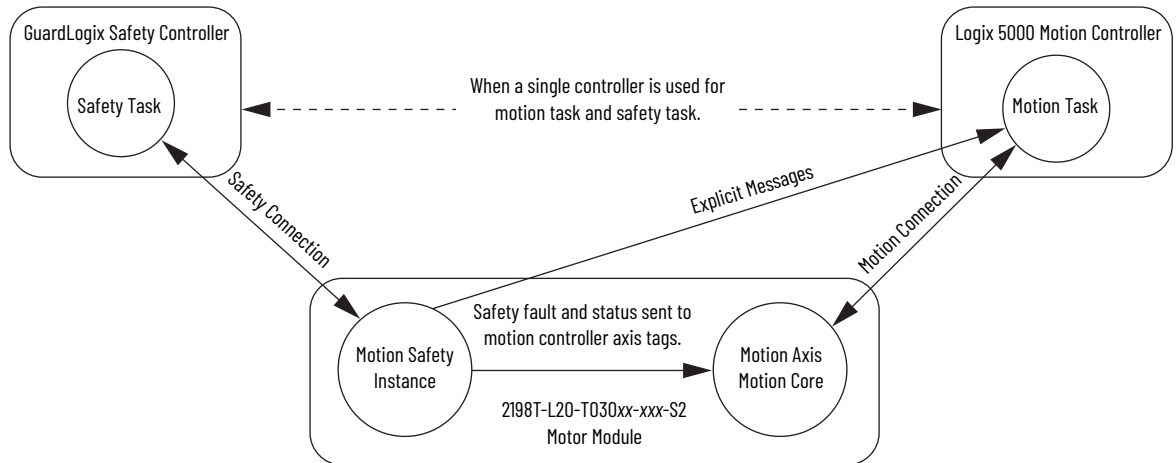 GuardLogix Safety Controller
Safety Task
Logix 5000 Motion Controller
Motion Task
When a single controller is used for
motion task and safety task.
Safety Connection
Explicit Messages
Motion Connection
Safety fault and status sent to
motion controller axis tags.
Motion Safety
Instance
Motion Axis
Motion Core
2198T-L20-T030xx-xxx-S2
Motor Module